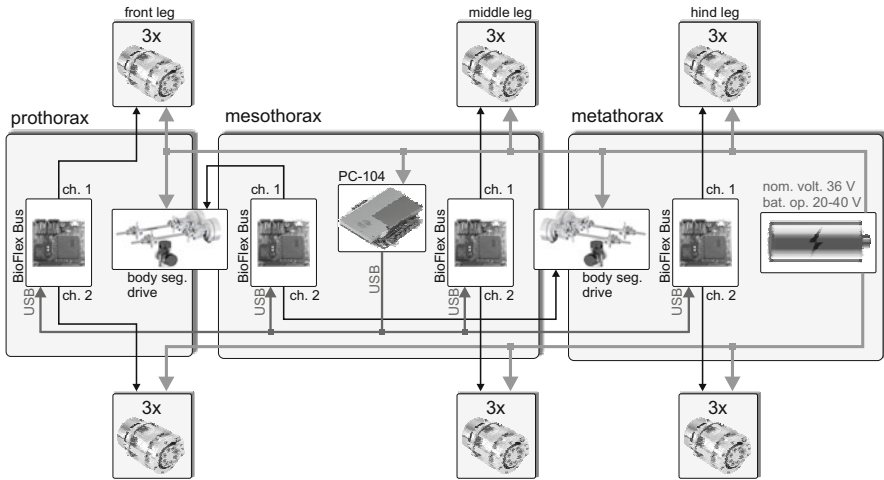 front leg
middle leg
hind leg
3x
3x
3x
prothorax
mesothorax
metathorax
ch. 1
ch. 1
PC-104
ch. 1
ch. 1
nom. volt. 36 V
bat. op. 20-40 V
BioFlex Bus
BioFlex Bus
BioFlex Bus
BioFlex Bus
body seg.
drive
body seg.
drive
USB
ch. 2
USB
ch. 2
USB
USB
ch. 2
USB
ch. 2
3x
3x
3x